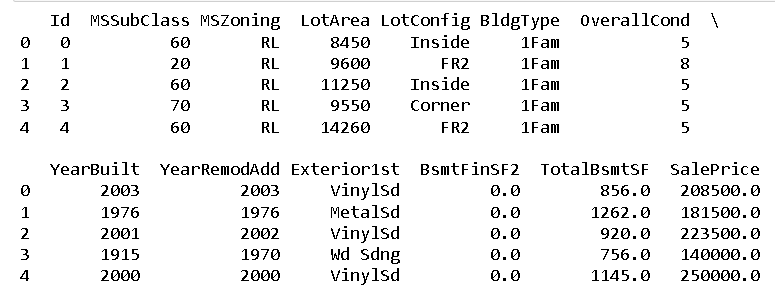 Id  MSSubClass MSZoning  LotArea LotConfig BldgType  OverallCond  \
0   0          60       RL     8450    Inside     1Fam            5
1   1          20       RL     9600       FR2     1Fam            8
2   2          60       RL    11250    Inside     1Fam            5
3   3          70       RL     9550    Corner     1Fam            5
4   4          60       RL    14260       FR2     1Fam            5
   YearBuilt  YearRemodAdd Exterior1st  BsmtFinSF2  TotalBsmtSF  SalePrice
0       2003          2003     VinylSd         0.0        856.0   208500.0
1       1976          1976     MetalSd         0.0       1262.0   181500.0
2       2001          2002     VinylSd         0.0        920.0   223500.0
3       1915          1970     Wd Sdng         0.0        756.0   140000.0
4       2000          2000     VinylSd         0.0       1145.0   250000.0